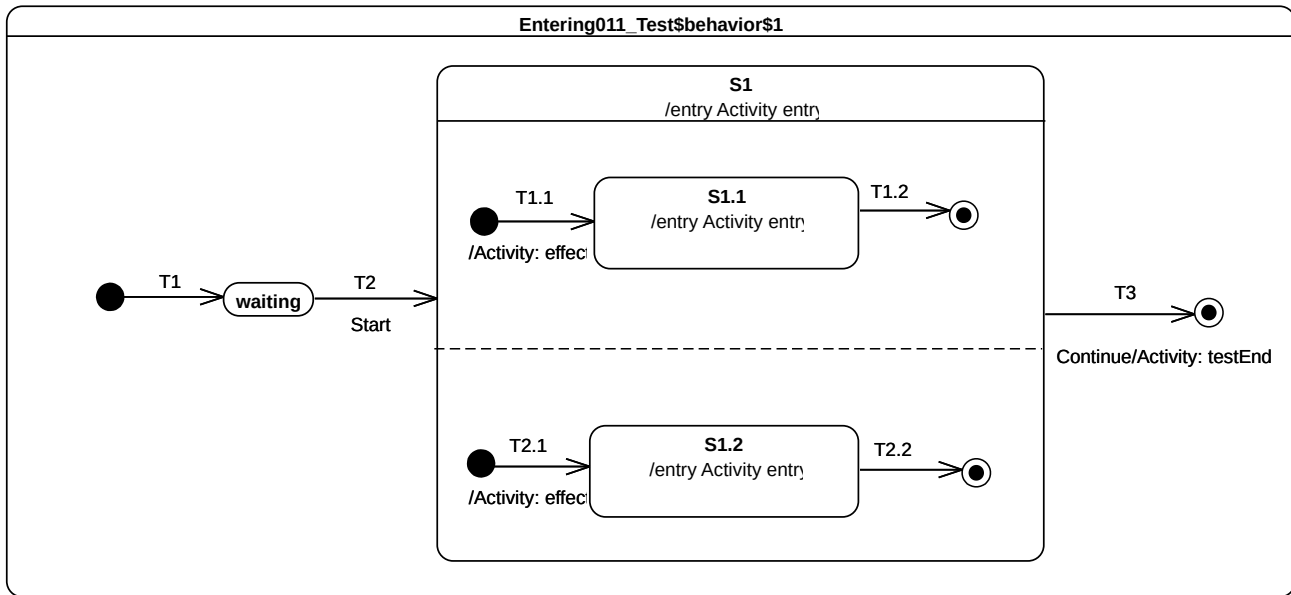 Entering011_Test$behavior$1
S1
/entry Activity entry
T1.1
S1.1
/entry Activity entry
T1.2
/Activity: effect
T1
waiting
T2
Start
T3
Continue/Activity: testEnd
T2.1
S1.2
/entry Activity entry
T2.2
/Activity: effect